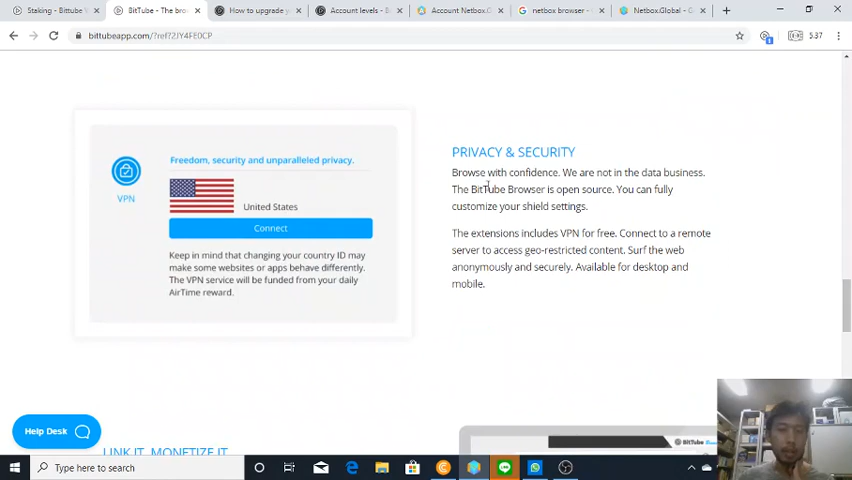 Staking - Bittube
BitTube - The bro
How to upgrade y
Account levels - B
Account Netbox.G
netbox browser - G
Netbox.Global - G
bittubeapp.com/?ref?2JY4FE0CP
5.37
Freedom, security and unparalleled privacy.
VPN
United States
Connect
Keep in mind that changing your country ID may
make some websites or apps behave differently.
The VPN service will be funded from your daily
AirTime reward.
PRIVACY & SECURITY
Browse with confidence. We are not in the data business.
The BitTube Browser is open source. You can fully
customize your shield settings.
The extensions includes VPN for free. Connect to a remote
server to access geo-restricted content. Surf the web
anonymously and securely. Available for desktop and
mobile.
Help Desk
LINK IT, MONETIZE IT
BitTube
Type here to search